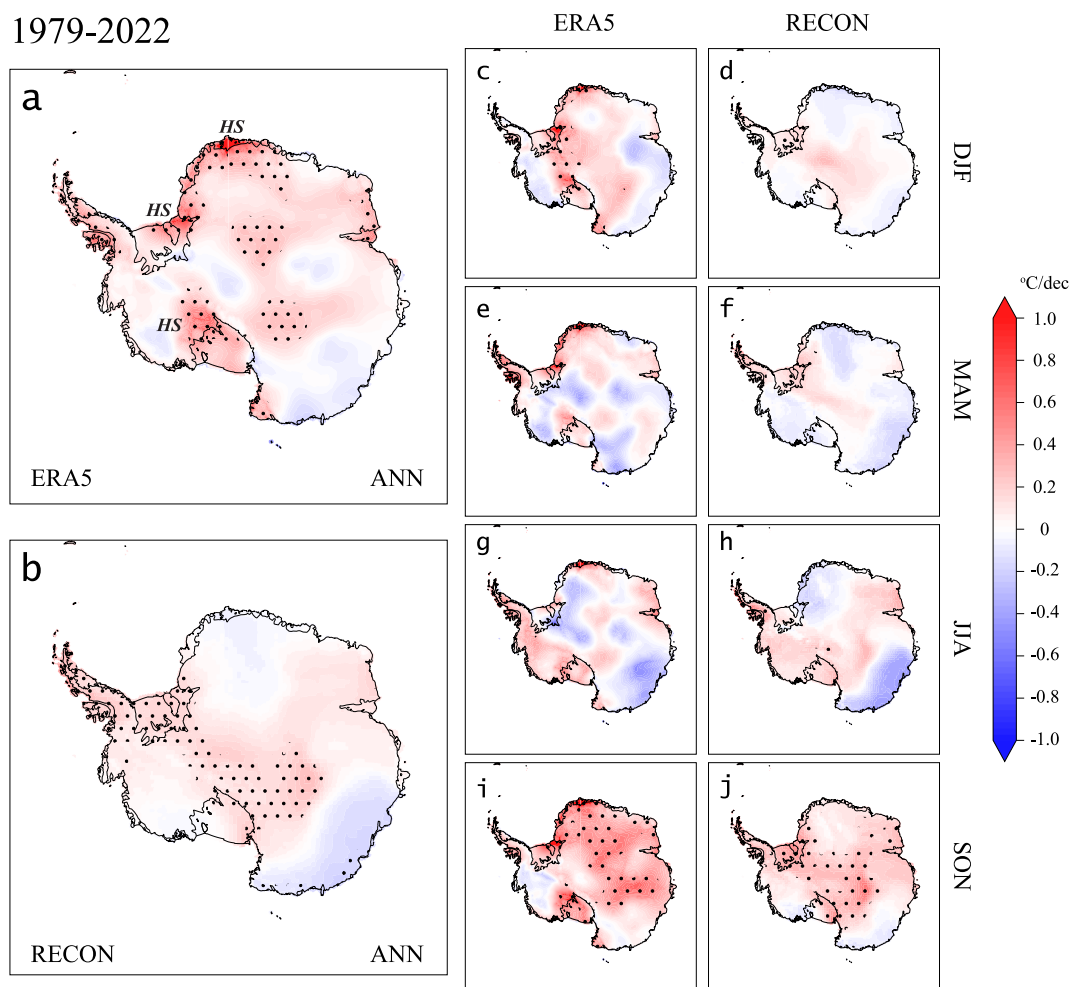 1979-2022
ERA5
RECON
a
HS
HS
HS
ERA5
ANN
b
RECON
ANN
c
d
DJF
e
f
MAM
g
h
JJA
i
j
SON
°C/dec
1.0
0.8
0.6
0.4
0.2
0
-0.2
-0.4
-0.6
-0.8
-1.0